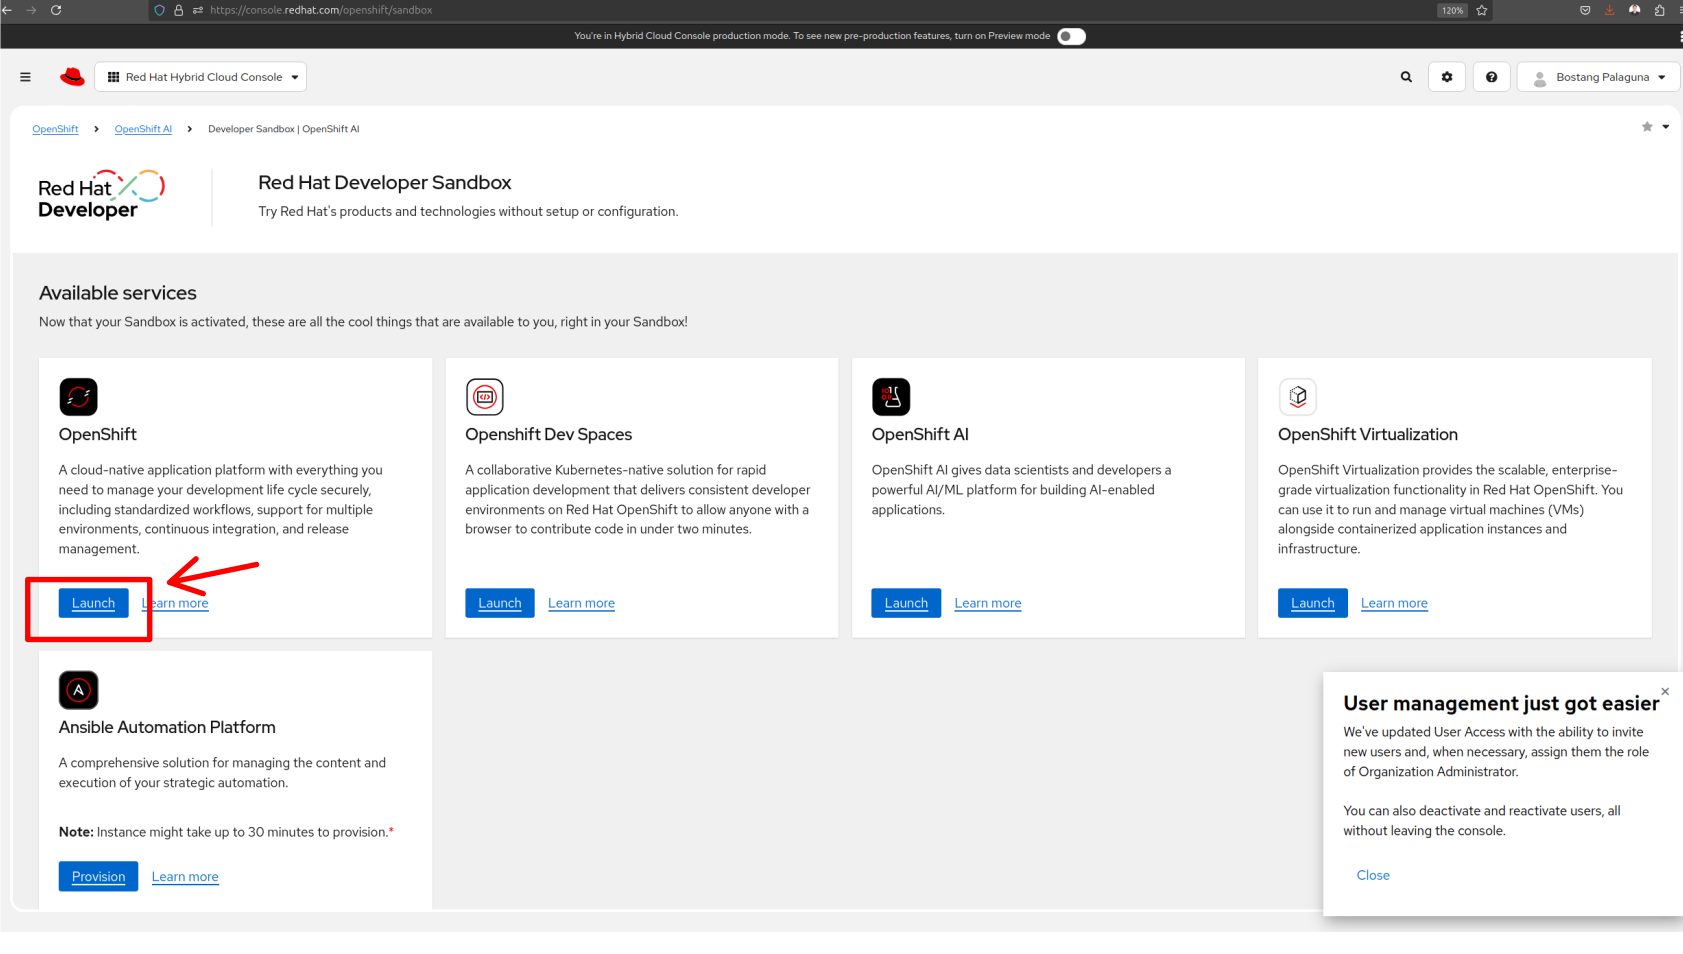 https://console.redhat.com/openshift/sandbox
120%
You're in Hybrid Cloud Console production mode. To see new pre-production features, turn on Preview mode
Red Hat Hybrid Cloud Console
Bostang Palaguna
OpenShift > OpenShift AI > Developer Sandbox | OpenShift AI
Red Hat
Developer
Red Hat Developer Sandbox
Try Red Hat's products and technologies without setup or configuration.
Available services
Now that your Sandbox is activated, these are all the cool things that are available to you, right in your Sandbox!
OpenShift
A cloud-native application platform with everything you
need to manage your development life cycle securely,
including standardized workflows, support for multiple
environments, continuous integration, and release
management.
Launch
Learn more
Openshift Dev Spaces
A collaborative Kubernetes-native solution for rapid
application development that delivers consistent developer
environments on Red Hat OpenShift to allow anyone with a
browser to contribute code in under two minutes.
Launch
Learn more
OpenShift AI
OpenShift AI gives data scientists and developers a
powerful AI/ML platform for building AI-enabled
applications.
Launch
Learn more
OpenShift Virtualization
OpenShift Virtualization provides the scalable, enterprise-
grade virtualization functionality in Red Hat OpenShift. You
can use it to run and manage virtual machines (VMs)
alongside containerized application instances and
infrastructure.
Launch
Learn more
Ansible Automation Platform
A comprehensive solution for managing the content and
execution of your strategic automation.
Note: Instance might take up to 30 minutes to provision.*
Provision
Learn more
User management just got easier
We've updated User Access with the ability to invite
new users and, when necessary, assign them the role
of Organization Administrator.
You can also deactivate and reactivate users, all
without leaving the console.
Close